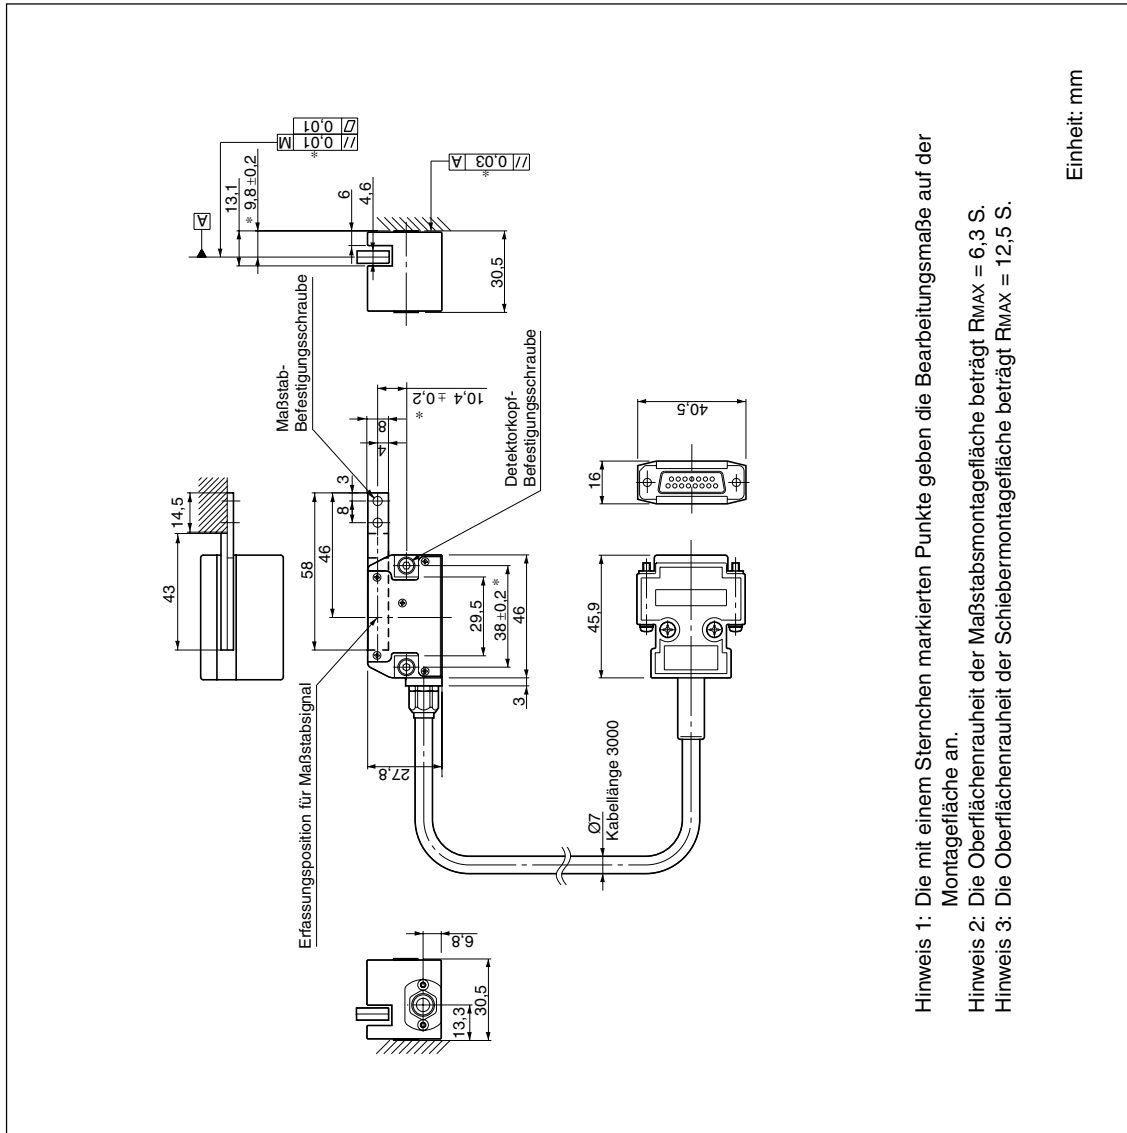 14,5
43
58
46
8
3
4
8
Maßstab-
Befestigungsschraube
10,4 ± 0,2
*
Detektorkopf-
Befestigungsschraube
Erfassungsposition für Maßstabsignal
29,5
38±0,2 *
46
3
27,8
A
13,1
* 9,8±0,2
// 0,01 M
*
⏥ 0,01
6
4,6
// 0,03 A
*
30,5
6,8
13,3
30,5
Ø7
Kabellänge 3000
45,9
16
40,5
Hinweis 1: Die mit einem Sternchen markierten Punkte geben die Bearbeitungsmaße auf der
Montagefläche an.
Hinweis 2: Die Oberflächenrauheit der Maßstabsmontagefläche beträgt RMAX = 6,3 S.
Hinweis 3: Die Oberflächenrauheit der Schiebermontagefläche beträgt RMAX = 12,5 S.
Einheit: mm